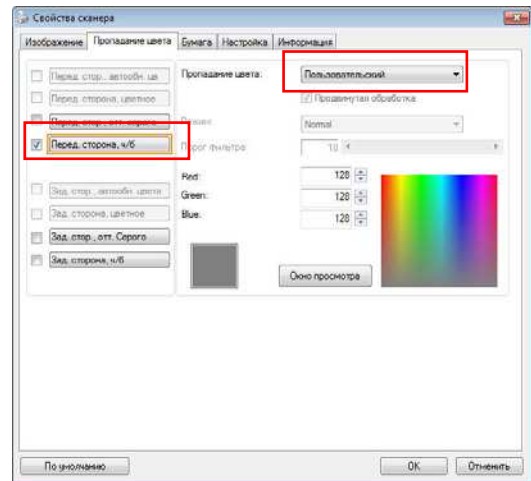 Свойства сканера
Изображение Пропадание цвета Бумага Настройка Информация
Перед. стор., автообн. цв
Перед. сторона, цветное
Перед. стор., отт. серого
Перед. сторона, ч/б
Зад. стор., автообн. цвета
Зад. сторона, цветное
Зад. стор., отт. Серого
Зад. сторона, ч/б
Пропадание цвета: Пользовательский
Продвинутая обработка
Режим: Normal
Порог фильтра: 10
Red: 128
Green: 128
Blue: 128
Окно просмотра
По умолчанию OK Отменить